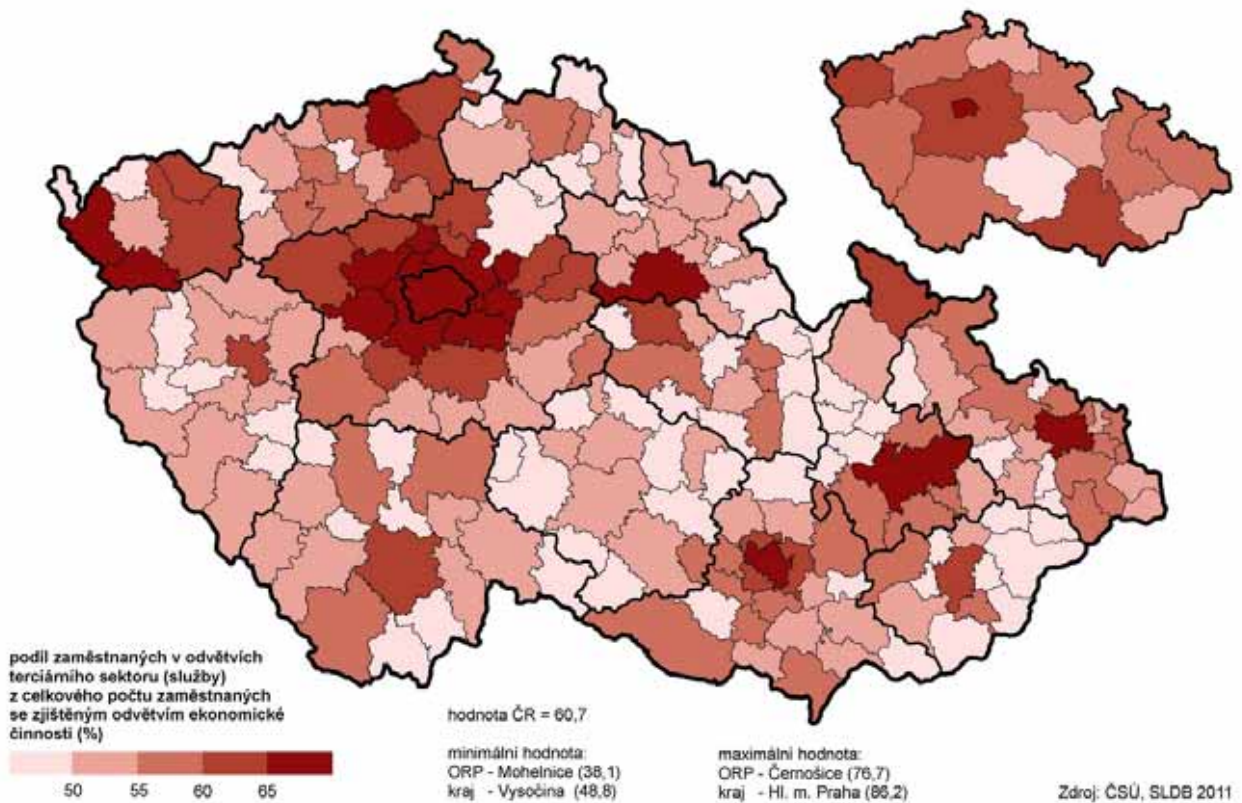 podíl zaměstnaných v odvětvích
terciárního sektoru (služby)
z celkového počtu zaměstnaných
se zjištěným odvětvím ekonomické
činnosti (%)
50 55 60 65
hodnota ČR = 60,7
minimální hodnota:
ORP - Mohelnice (38,1)
kraj - Vysočina (48,8)
maximální hodnota:
ORP - Černošice (76,7)
kraj - Hl. m. Praha (86,2)
Zdroj: ČSÚ, SLDB 2011